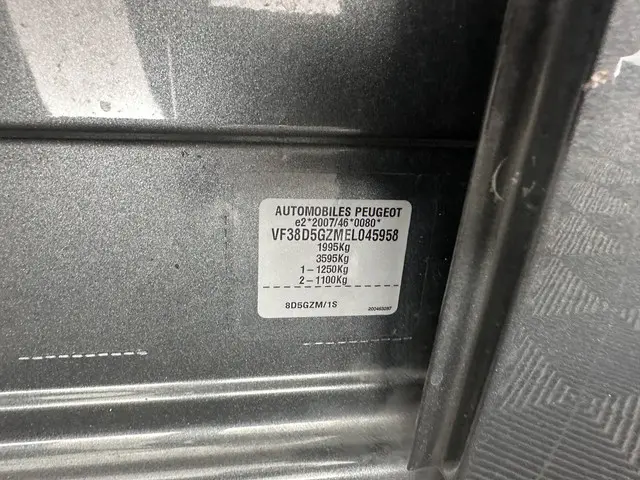 AUTOMOBILES PEUGEOT
e2*2007/46*0080*
VF38D5GZMEL045958
1995Kg
3595Kg
1-1250Kg
2-1100Kg
8D5GZM/1S